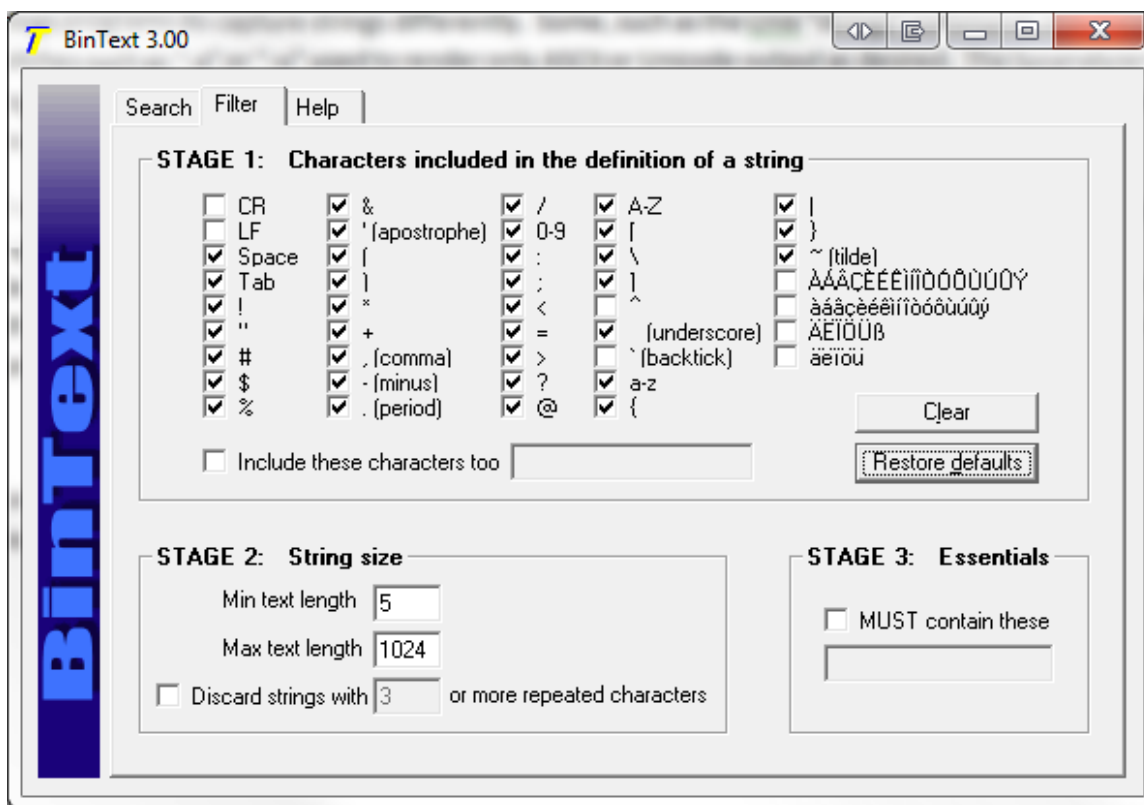 BinText 3.00
Search Filter Help
BinText
STAGE 1: Characters included in the definition of a string
CR & / A-Z |
LF ' (apostrophe) 0-9 [ }
Space ( : \ ~ (tilde)
Tab ) ; ] ÀÁÂÇÈÉÊÌÍÎÒÓÔÙÚÛÝ
! * < ^ àáâçèéêìíîòóôùúûý
" + = _ (underscore) ÄËÏÖÜß
# , (comma) > ` (backtick) äëïöü
$ - (minus) ? a-z
% . (period) @ {
Clear
Include these characters too
Restore defaults
STAGE 2: String size
Min text length 5
Max text length 1024
Discard strings with 3 or more repeated characters
STAGE 3: Essentials
MUST contain these